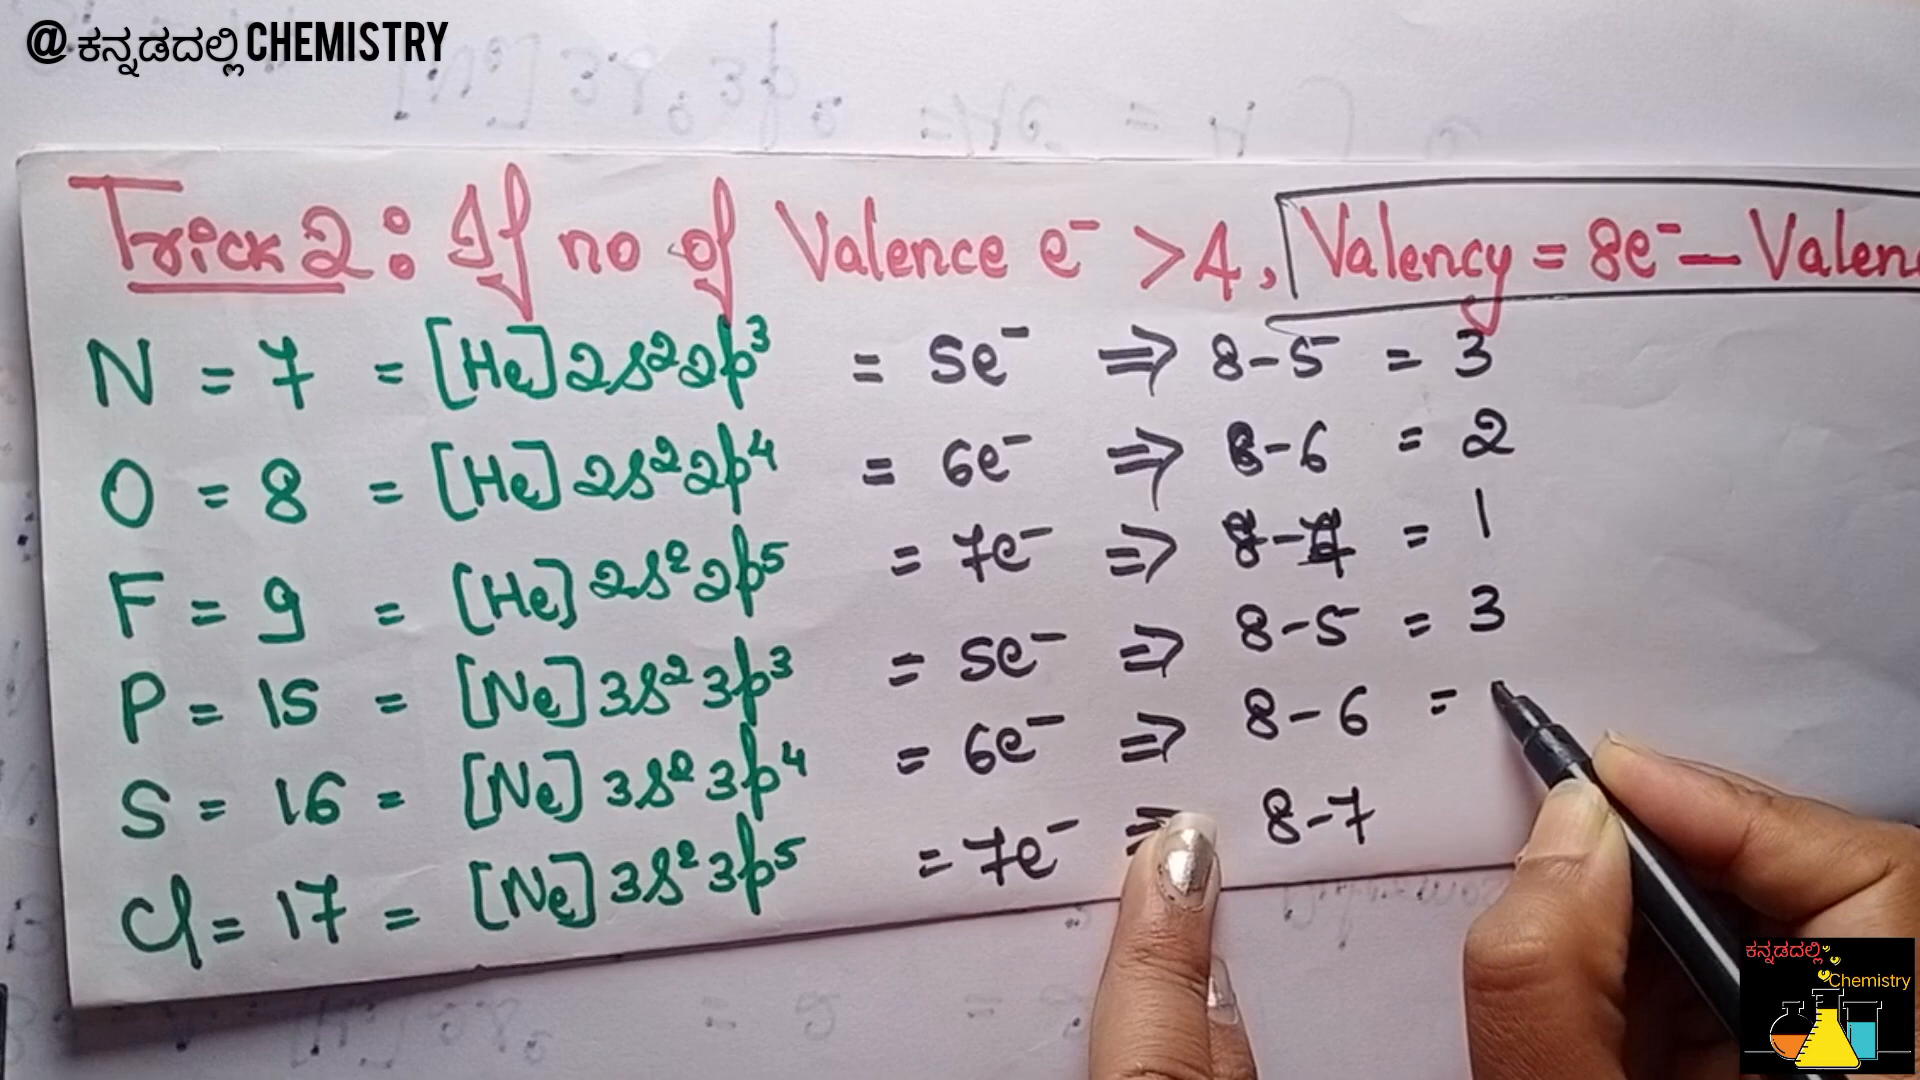 @ ಕನ್ನಡದಲ್ಲಿ CHEMISTRY
Trick 2 : If no of Valence e⁻ > 4, Valency = 8e⁻ – Valen
N = 7 = [He] 2s² 2p³ = 5e⁻ ⇒ 8-5 = 3
O = 8 = [He] 2s² 2p⁴ = 6e⁻ ⇒ 8-6 = 2
F = 9 = [He] 2s² 2p⁵ = 7e⁻ ⇒ 8-7 = 1
P = 15 = [Ne] 3s² 3p³ = 5e⁻ ⇒ 8-5 = 3
S = 16 = [Ne] 3s² 3p⁴ = 6e⁻ ⇒ 8-6 =
Cl = 17 = [Ne] 3s² 3p⁵ = 7e⁻ ⇒ 8-7
ಕನ್ನಡದಲ್ಲಿ
Chemistry